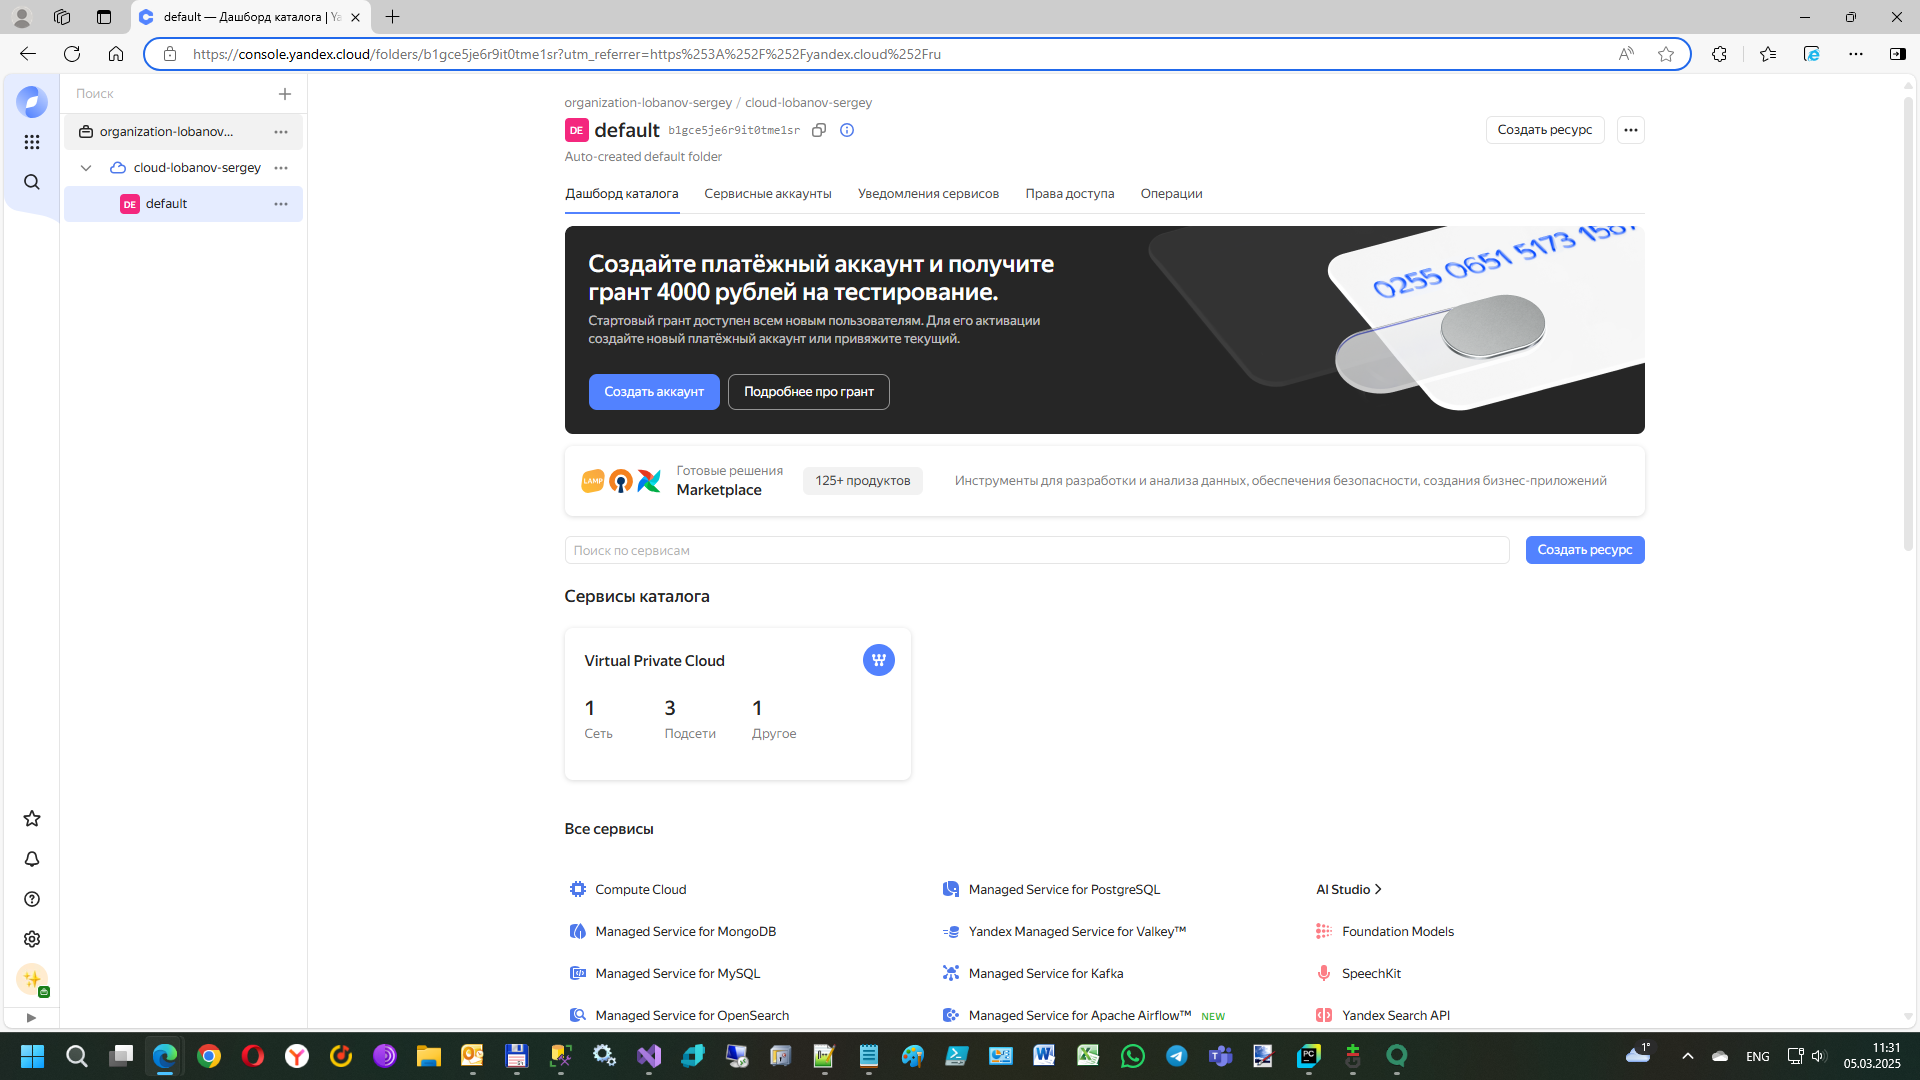 default — Дашборд каталога | Ya
https://console.yandex.cloud/folders/b1gce5je6r9it0tme1sr?utm_referrer=https%253A%252F%252Fyandex.cloud%252Fru
Поиск
organization-lobanov...
cloud-lobanov-sergey
DE default
organization-lobanov-sergey / cloud-lobanov-sergey
DE default b1gce5je6r9it0tme1sr
Создать ресурс
Auto-created default folder
Дашборд каталога Сервисные аккаунты Уведомления сервисов Права доступа Операции
Создайте платёжный аккаунт и получите
грант 4000 рублей на тестирование.
Стартовый грант доступен всем новым пользователям. Для его активации
создайте новый платёжный аккаунт или привяжите текущий.
Создать аккаунт Подробнее про грант
0255 0651 5173 1587
LAMP
Готовые решения
Marketplace
125+ продуктов
Инструменты для разработки и анализа данных, обеспечения безопасности, создания бизнес-приложений
Поиск по сервисам
Создать ресурс
Сервисы каталога
Virtual Private Cloud
1 3 1
Сеть Подсети Другое
Все сервисы
Compute Cloud Managed Service for PostgreSQL AI Studio
Managed Service for MongoDB Yandex Managed Service for Valkey™ Foundation Models
Managed Service for MySQL Managed Service for Kafka SpeechKit
Managed Service for OpenSearch Managed Service for Apache Airflow™ NEW Yandex Search API
1°
ENG
11:31
05.03.2025